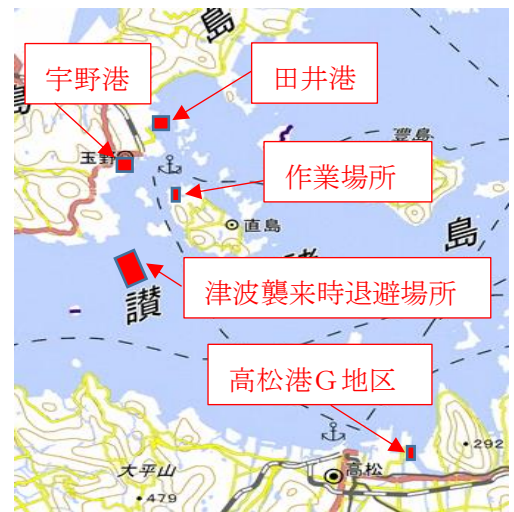 島
宇野港
田井港
豊島
玉野
作業場所
直島
島
諸
津波襲来時退避場所
讃
高松港G地区
292
大平山
高松
479